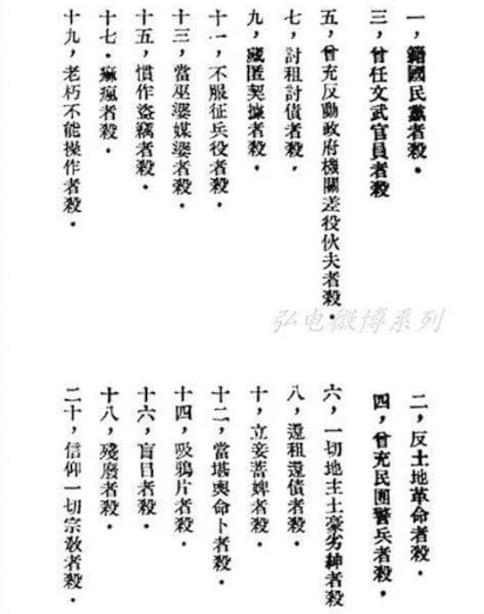 一，籍國民黨者殺．
三，曾任文武官員者殺
五，曾充反動政府機關差役伙夫者殺．
七，討租討債者殺，
九，藏匿契據者殺．
十一，不服征兵役者殺．
十三，當巫婆媒婆者殺．
十五，慣作盜竊者殺．
十七．痳瘋者殺．
十九，老朽不能操作者殺．
弘电微博系列
二，反土地革命者殺．
四，曾充民團警兵者殺，
六，一切地主土豪劣紳者殺
八，還租還債者殺．
十，立妾蓄婢者殺．
十二，當堪輿命卜者殺．
十四，吸鴉片者殺．
十六，盲目者殺．
十八，殘廢者殺．
二十，信仰一切宗教者殺．